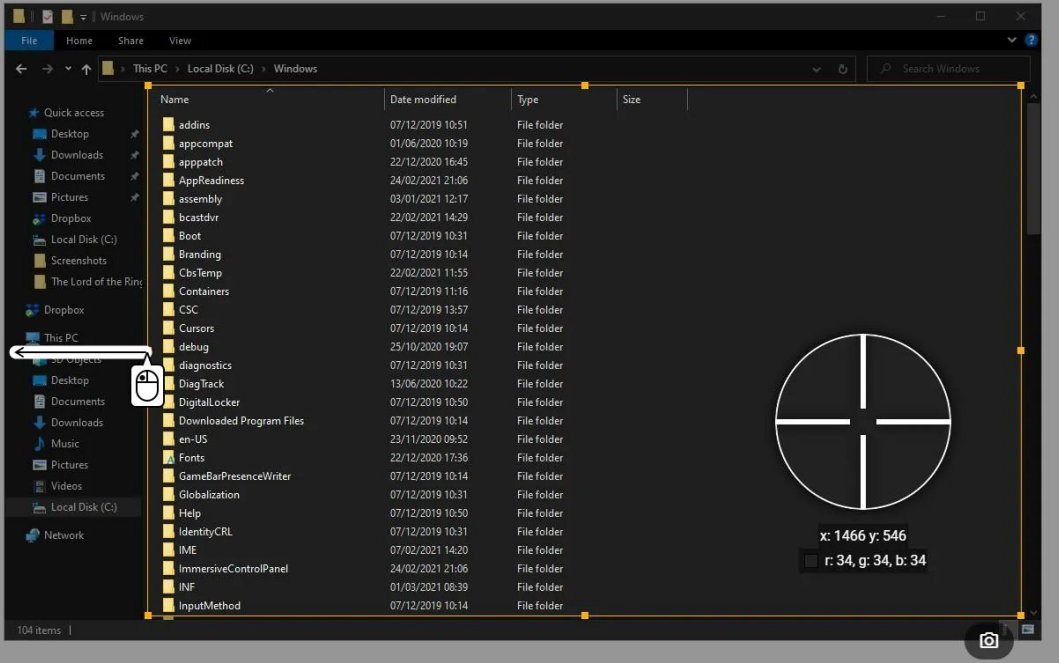 Windows
File Home Share View
This PC Local Disk (C:) Windows
Search Windows
Name Date modified Type Size
Quick access
Desktop
Downloads
Documents
Pictures
Dropbox
Local Disk (C:)
Screenshots
The Lord of the Ring
Dropbox
This PC
3D Objects
Desktop
Documents
Downloads
Music
Pictures
Videos
Local Disk (C:)
Network
addins 07/12/2019 10:51 File folder
appcompat 01/06/2020 10:19 File folder
apppatch 22/12/2020 16:45 File folder
AppReadiness 24/02/2021 21:06 File folder
assembly 03/01/2021 12:17 File folder
bcastdvr 22/02/2021 14:29 File folder
Boot 07/12/2019 10:31 File folder
Branding 07/12/2019 10:14 File folder
CbsTemp 22/02/2021 11:55 File folder
Containers 07/12/2019 11:16 File folder
CSC 07/12/2019 13:57 File folder
Cursors 07/12/2019 10:14 File folder
debug 25/10/2020 19:07 File folder
diagnostics 07/12/2019 10:31 File folder
DiagTrack 13/06/2020 10:22 File folder
DigitalLocker 07/12/2019 10:50 File folder
Downloaded Program Files 07/12/2019 10:14 File folder
en-US 23/11/2020 09:52 File folder
Fonts 22/12/2020 17:36 File folder
GameBarPresenceWriter 07/12/2019 10:14 File folder
Globalization 07/12/2019 10:31 File folder
Help 07/12/2019 10:50 File folder
IdentityCRL 07/12/2019 10:31 File folder
IME 07/02/2021 14:20 File folder
ImmersiveControlPanel 24/02/2021 21:06 File folder
INF 01/03/2021 08:39 File folder
InputMethod 07/12/2019 10:14 File folder
x: 1466 y: 546
r: 34, g: 34, b: 34
104 items